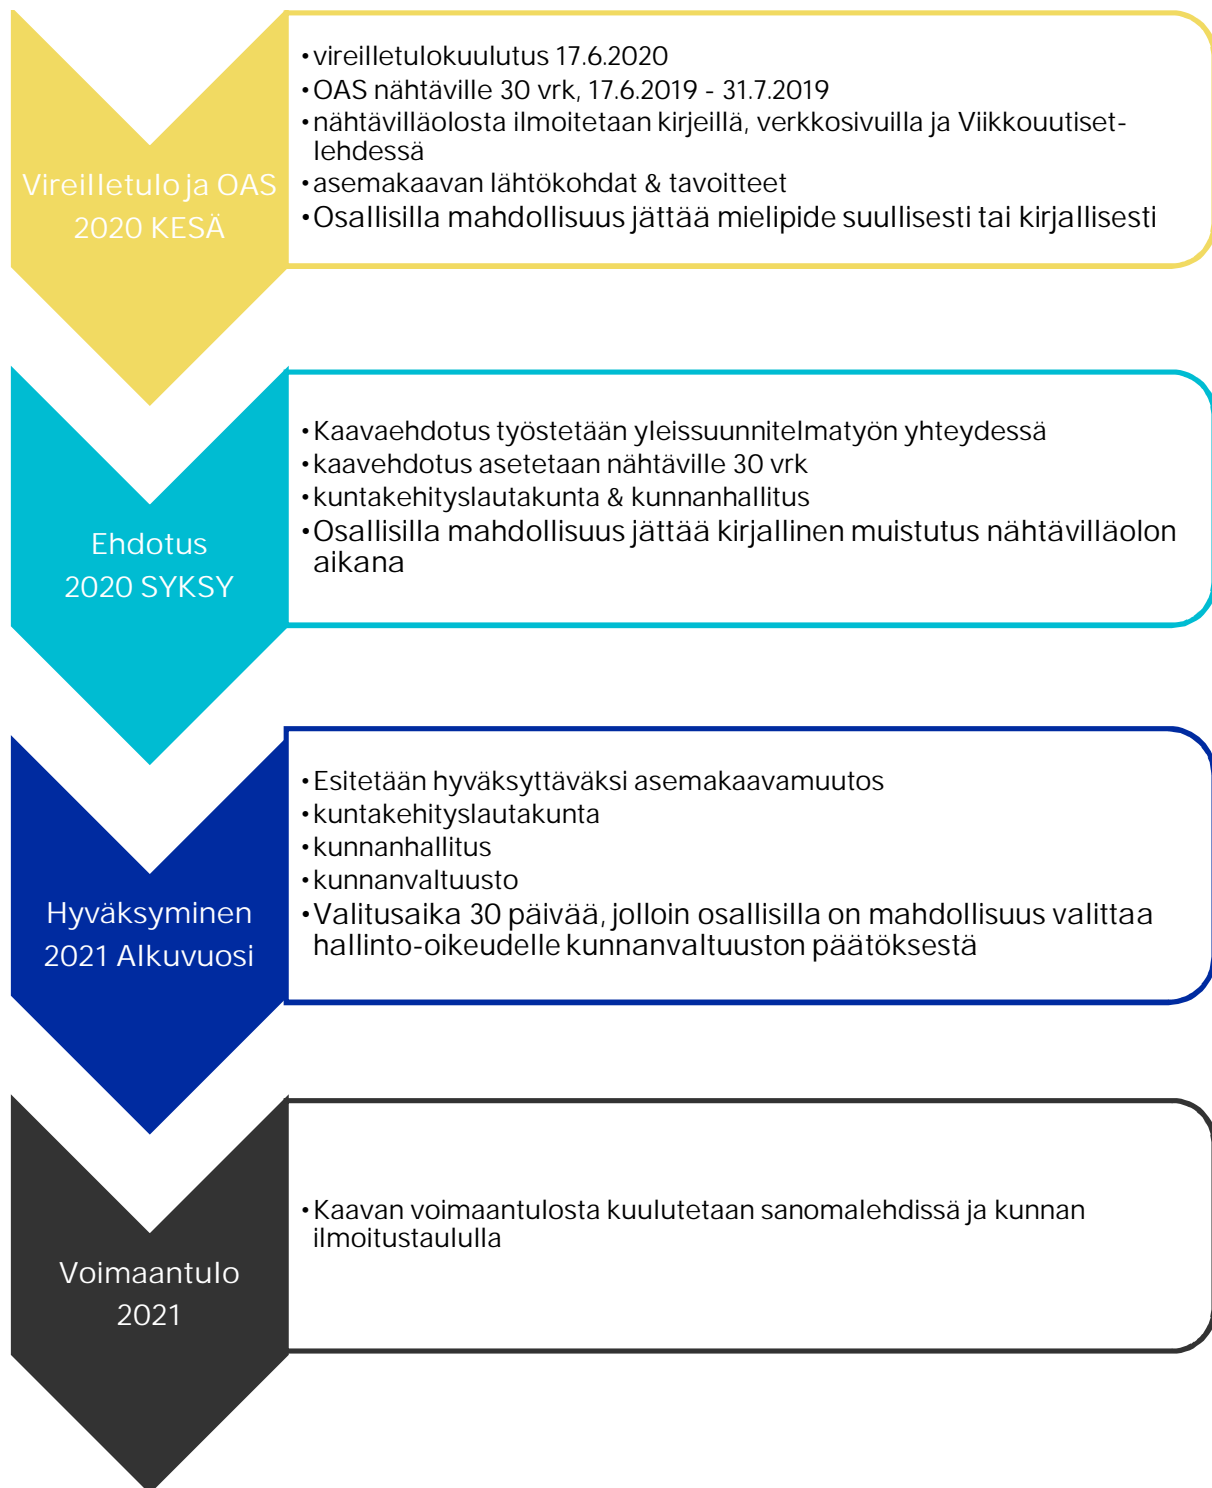 Vireilletulo ja OAS
2020 KESÄ
•vireilletulokuulutus 17.6.2020
•OAS nähtäville 30 vrk, 17.6.2019 - 31.7.2019
•nähtävilläolosta ilmoitetaan kirjeillä, verkkosivuilla ja Viikkouutiset-
lehdessä
•asemakaavan lähtökohdat & tavoitteet
•Osallisilla mahdollisuus jättää mielipide suullisesti tai kirjallisesti
Ehdotus
2020 SYKSY
•Kaavaehdotus työstetään yleissuunnitelmatyön yhteydessä
•kaavehdotus asetetaan nähtäville 30 vrk
•kuntakehityslautakunta & kunnanhallitus
•Osallisilla mahdollisuus jättää kirjallinen muistutus nähtävilläolon
aikana
Hyväksyminen
2021 Alkuvuosi
•Esitetään hyväksyttäväksi asemakaavamuutos
•kuntakehityslautakunta
•kunnanhallitus
•kunnanvaltuusto
•Valitusaika 30 päivää, jolloin osallisilla on mahdollisuus valittaa
hallinto-oikeudelle kunnanvaltuuston päätöksestä
Voimaantulo
2021
•Kaavan voimaantulosta kuulutetaan sanomalehdissä ja kunnan
ilmoitustaululla